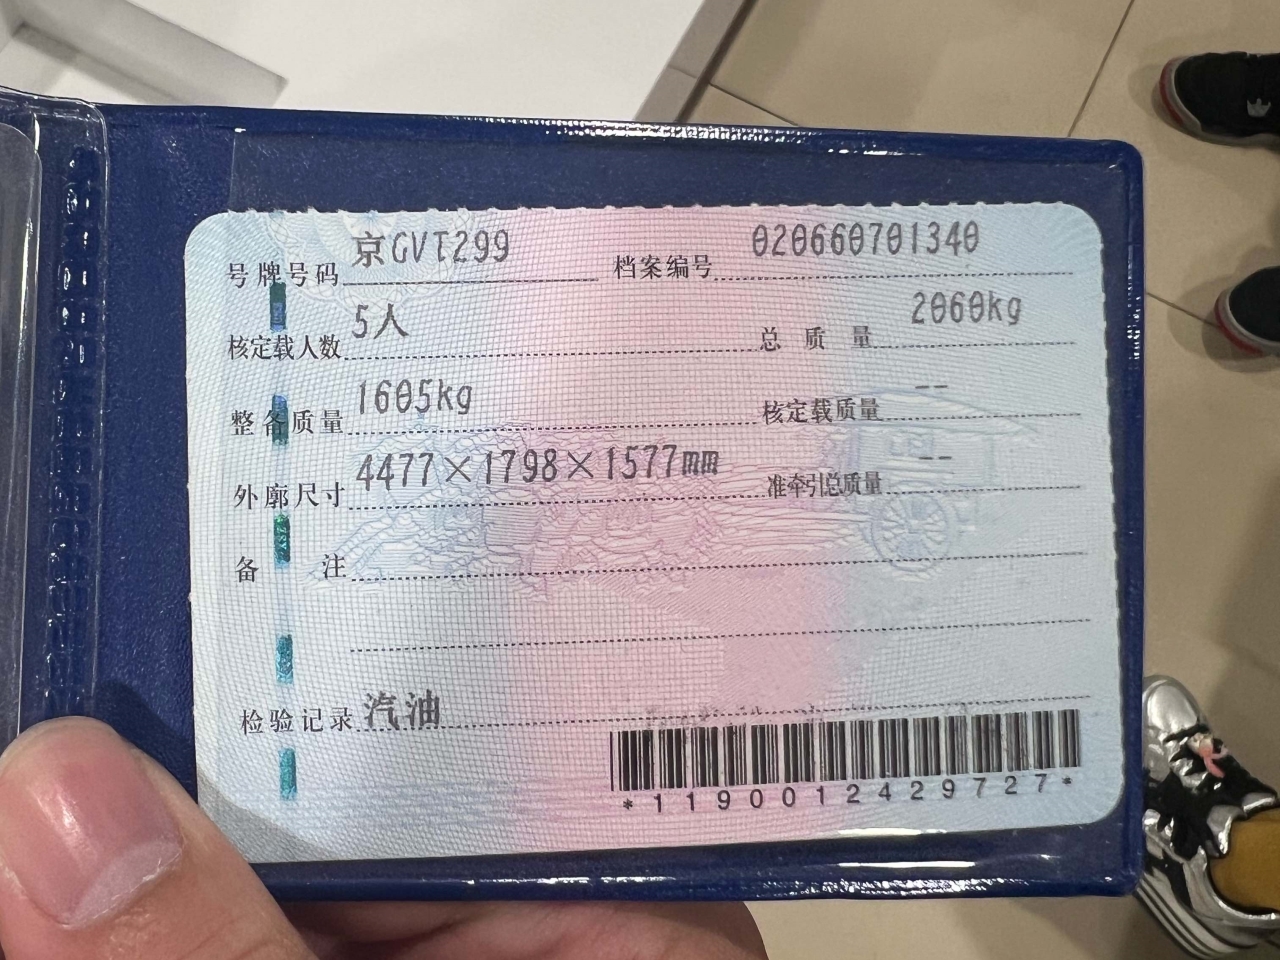 号牌号码 京GVT299 档案编号 020660701340
核定载人数 5人 总质量 2060kg
整备质量 1605kg 核定载质量 --
外廓尺寸 4477×1798×1577mm 准牵引总质量 --
备注
检验记录 汽油
*119001242972​7*